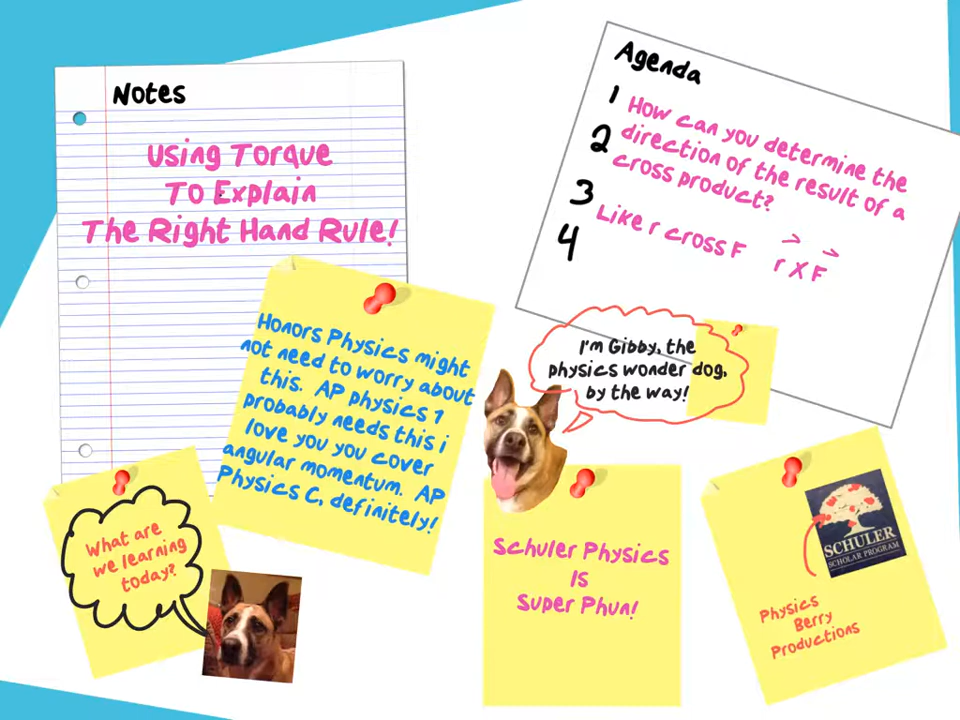 Notes
Using Torque
To Explain
The Right Hand Rule!
Agenda
1 How can you determine the
2 direction of the result of a
cross product?
3
Like r cross F r X F
4
Honors Physics might
not need to worry about
this. AP physics 1
probably needs this i
love you you cover
angular momentum. AP
Physics C, definitely!
I'm Gibby, the
physics wonder dog,
by the way!
What are
we learning
today?
Schuler Physics
IS
Super Phun!
SCHULER
SCHOLAR PROGRAM
Physics
Berry
Productions